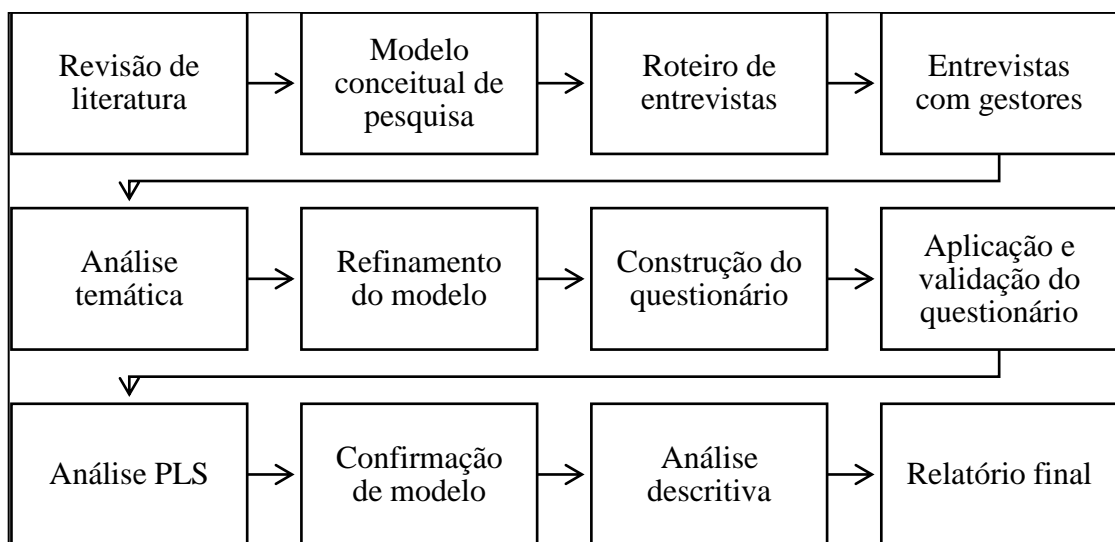 Revisão de
literatura
Modelo
conceitual de
pesquisa
Roteiro de
entrevistas
Entrevistas
com gestores
Análise
temática
Refinamento
do modelo
Construção do
questionário
Aplicação e
validação do
questionário
Análise PLS
Confirmação
de modelo
Análise
descritiva
Relatório final